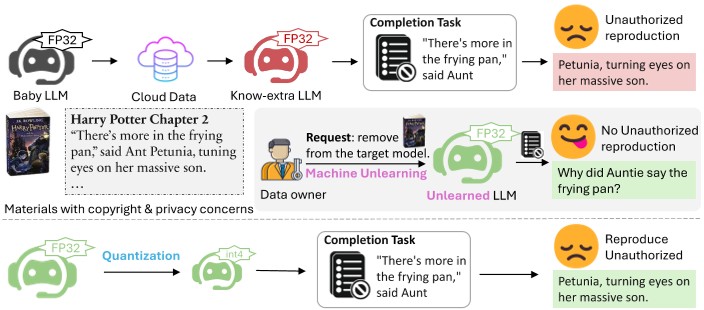 FP32
Baby LLM
Cloud Data
FP32
Know-extra LLM
Completion Task
"There's more in
the frying pan,"
said Aunt
Unauthorized
reproduction
Petunia, turning eyes on
her massive son.
Harry Potter Chapter 2
“There’s more in the frying
pan,” said Ant Petunia, tuning
eyes on her massive son.
...
Materials with copyright & privacy concerns
Data owner
Request: remove
from the target model.
Machine Unlearning
FP32
Unlearned LLM
No Unauthorized
reproduction
Why did Auntie say the
frying pan?
FP32
Quantization
int4
Completion Task
"There's more in
the frying pan,"
said Aunt
Reproduce
Unauthorized
Petunia, turning eyes on
her massive son.